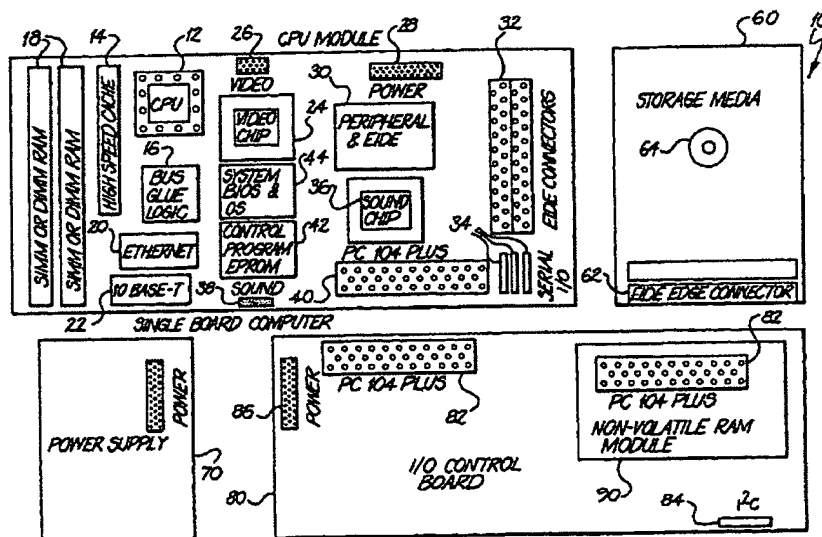 CPU MODULE
18
14
12
26
28
32
60
10
VIDEO
POWER
30
CPU
VIDEO CHIP
24
PERIPHERAL & EIDE
EIDE CONNECTORS
STORAGE MEDIA
64
SIMM OR DIMM RAM
SIMM OR DIMM RAM
HIGH SPEED CACHE
16
44
BUS GLUE LOGIC
SYSTEM BIOS & OS
36
SOUND CHIP
34
20
ETHERNET
CONTROL PROGRAM EPROM
42
PC 104 PLUS
SERIAL I/O
62
EIDE EDGE CONNECTOR
22
10 BASE-T
SOUND
38
40
SINGLE BOARD COMPUTER
POWER
POWER SUPPLY
70
86
POWER
PC 104 PLUS
82
82
PC 104 PLUS
NON-VOLATILE RAM MODULE
80
I/O CONTROL BOARD
90
84
I²C